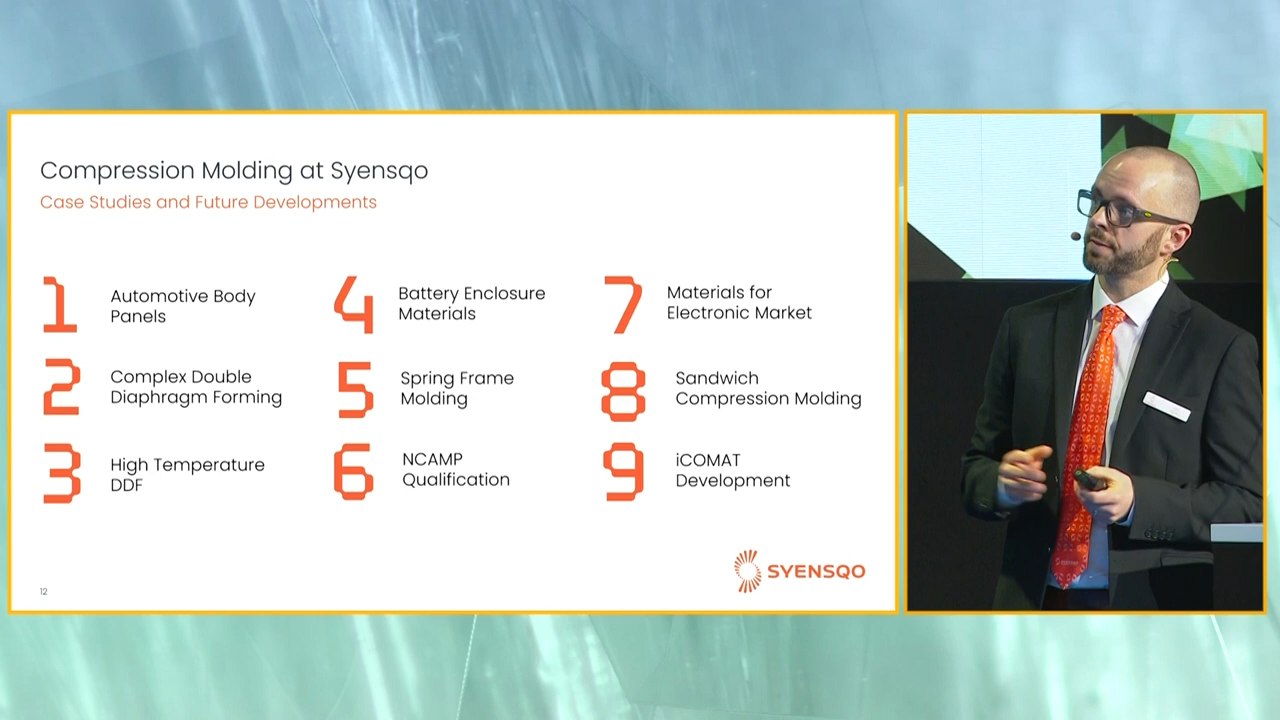 Compression Molding at Syensqo
Case Studies and Future Developments
1
Automotive Body
Panels
2
Complex Double
Diaphragm Forming
3
High Temperature
DDF
4
Battery Enclosure
Materials
5
Spring Frame
Molding
6
NCAMP
Qualification
7
Materials for
Electronic Market
8
Sandwich
Compression Molding
9
iCOMAT
Development
SYENSQO
12